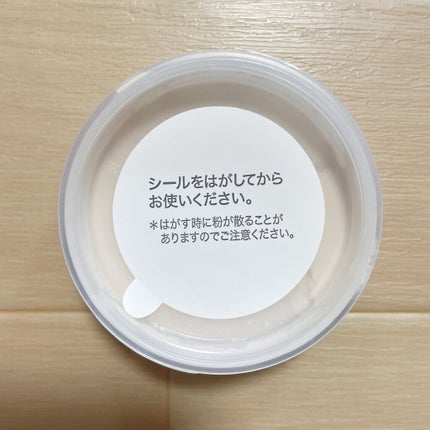 シールをはがしてから
お使いください。
＊はがす時に粉が散ることが
ありますのでご注意ください。